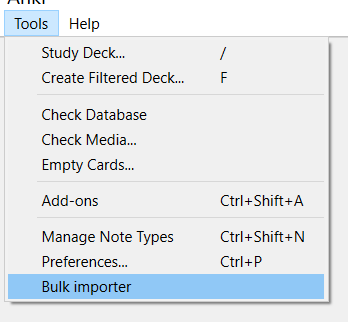 Anki
Tools Help
Study Deck... /
Create Filtered Deck... F
Check Database
Check Media...
Empty Cards...
Add-ons Ctrl+Shift+A
Manage Note Types Ctrl+Shift+N
Preferences... Ctrl+P
Bulk importer